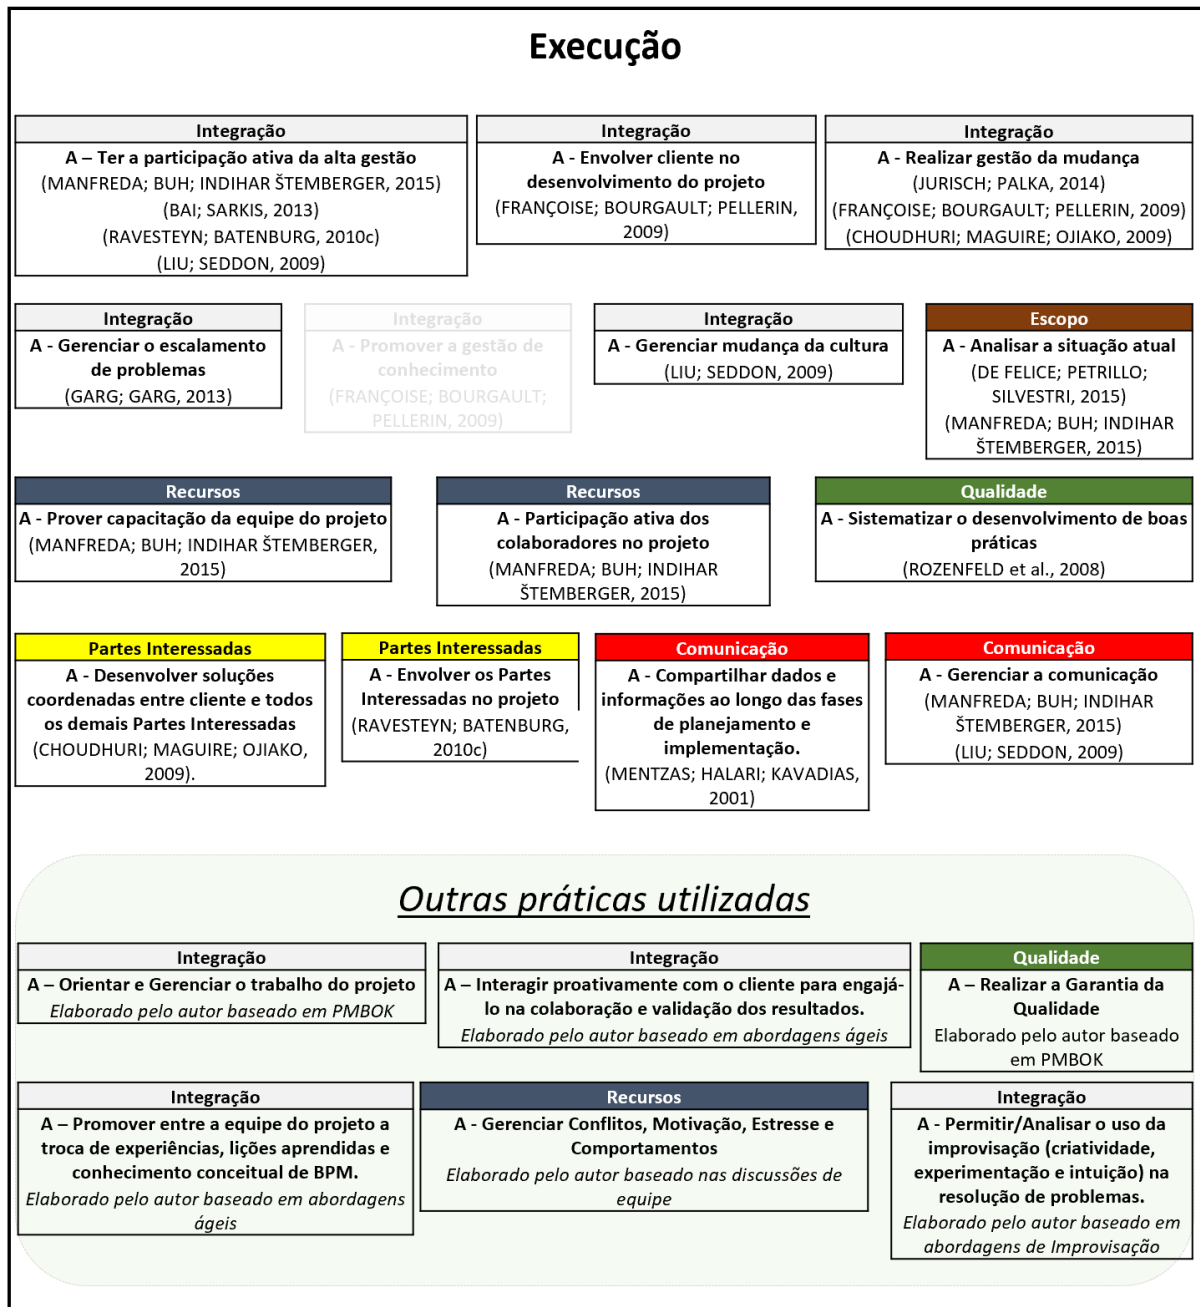 Execução
Integração
A – Ter a participação ativa da alta gestão
(MANFREDA; BUH; INDIHAR ŠTEMBERGER, 2015)
(BAI; SARKIS, 2013)
(RAVESTEYN; BATENBURG, 2010c)
(LIU; SEDDON, 2009)
Integração
A - Envolver cliente no
desenvolvimento do projeto
(FRANÇOISE; BOURGAULT; PELLERIN,
2009)
Integração
A - Realizar gestão da mudança
(JURISCH; PALKA, 2014)
(FRANÇOISE; BOURGAULT; PELLERIN, 2009)
(CHOUDHURI; MAGUIRE; OJIAKO, 2009)
Integração
A - Gerenciar o escalamento
de problemas
(GARG; GARG, 2013)
Integração
A - Promover a gestão de
conhecimento
(FRANÇOISE; BOURGAULT;
PELLERIN, 2009)
Integração
A - Gerenciar mudança da cultura
(LIU; SEDDON, 2009)
Escopo
A - Analisar a situação atual
(DE FELICE; PETRILLO;
SILVESTRI, 2015)
(MANFREDA; BUH; INDIHAR
ŠTEMBERGER, 2015)
Recursos
A - Prover capacitação da equipe do projeto
(MANFREDA; BUH; INDIHAR ŠTEMBERGER,
2015)
Recursos
A - Participação ativa dos
colaboradores no projeto
(MANFREDA; BUH; INDIHAR
ŠTEMBERGER, 2015)
Qualidade
A - Sistematizar o desenvolvimento de boas
práticas
(ROZENFELD et al., 2008)
Partes Interessadas
A - Desenvolver soluções
coordenadas entre cliente e todos
os demais Partes Interessadas
(CHOUDHURI; MAGUIRE; OJIAKO,
2009).
Partes Interessadas
A - Envolver os Partes
Interessadas no projeto
(RAVESTEYN; BATENBURG,
2010c)
Comunicação
A - Compartilhar dados e
informações ao longo das fases
de planejamento e
implementação.
(MENTZAS; HALARI; KAVADIAS,
2001)
Comunicação
A - Gerenciar a comunicação
(MANFREDA; BUH; INDIHAR
ŠTEMBERGER, 2015)
(LIU; SEDDON, 2009)
Outras práticas utilizadas
Integração
A – Orientar e Gerenciar o trabalho do projeto
Elaborado pelo autor baseado em PMBOK
Integração
A – Interagir proativamente com o cliente para engajá-
lo na colaboração e validação dos resultados.
Elaborado pelo autor baseado em abordagens ágeis
Qualidade
A – Realizar a Garantia da
Qualidade
Elaborado pelo autor baseado
em PMBOK
Integração
A – Promover entre a equipe do projeto a
troca de experiências, lições aprendidas e
conhecimento conceitual de BPM.
Elaborado pelo autor baseado em abordagens
ágeis
Recursos
A - Gerenciar Conflitos, Motivação, Estresse e
Comportamentos
Elaborado pelo autor baseado nas discussões de
equipe
Integração
A - Permitir/Analisar o uso da
improvisação (criatividade,
experimentação e intuição) na
resolução de problemas.
Elaborado pelo autor baseado em
abordagens de Improvisação